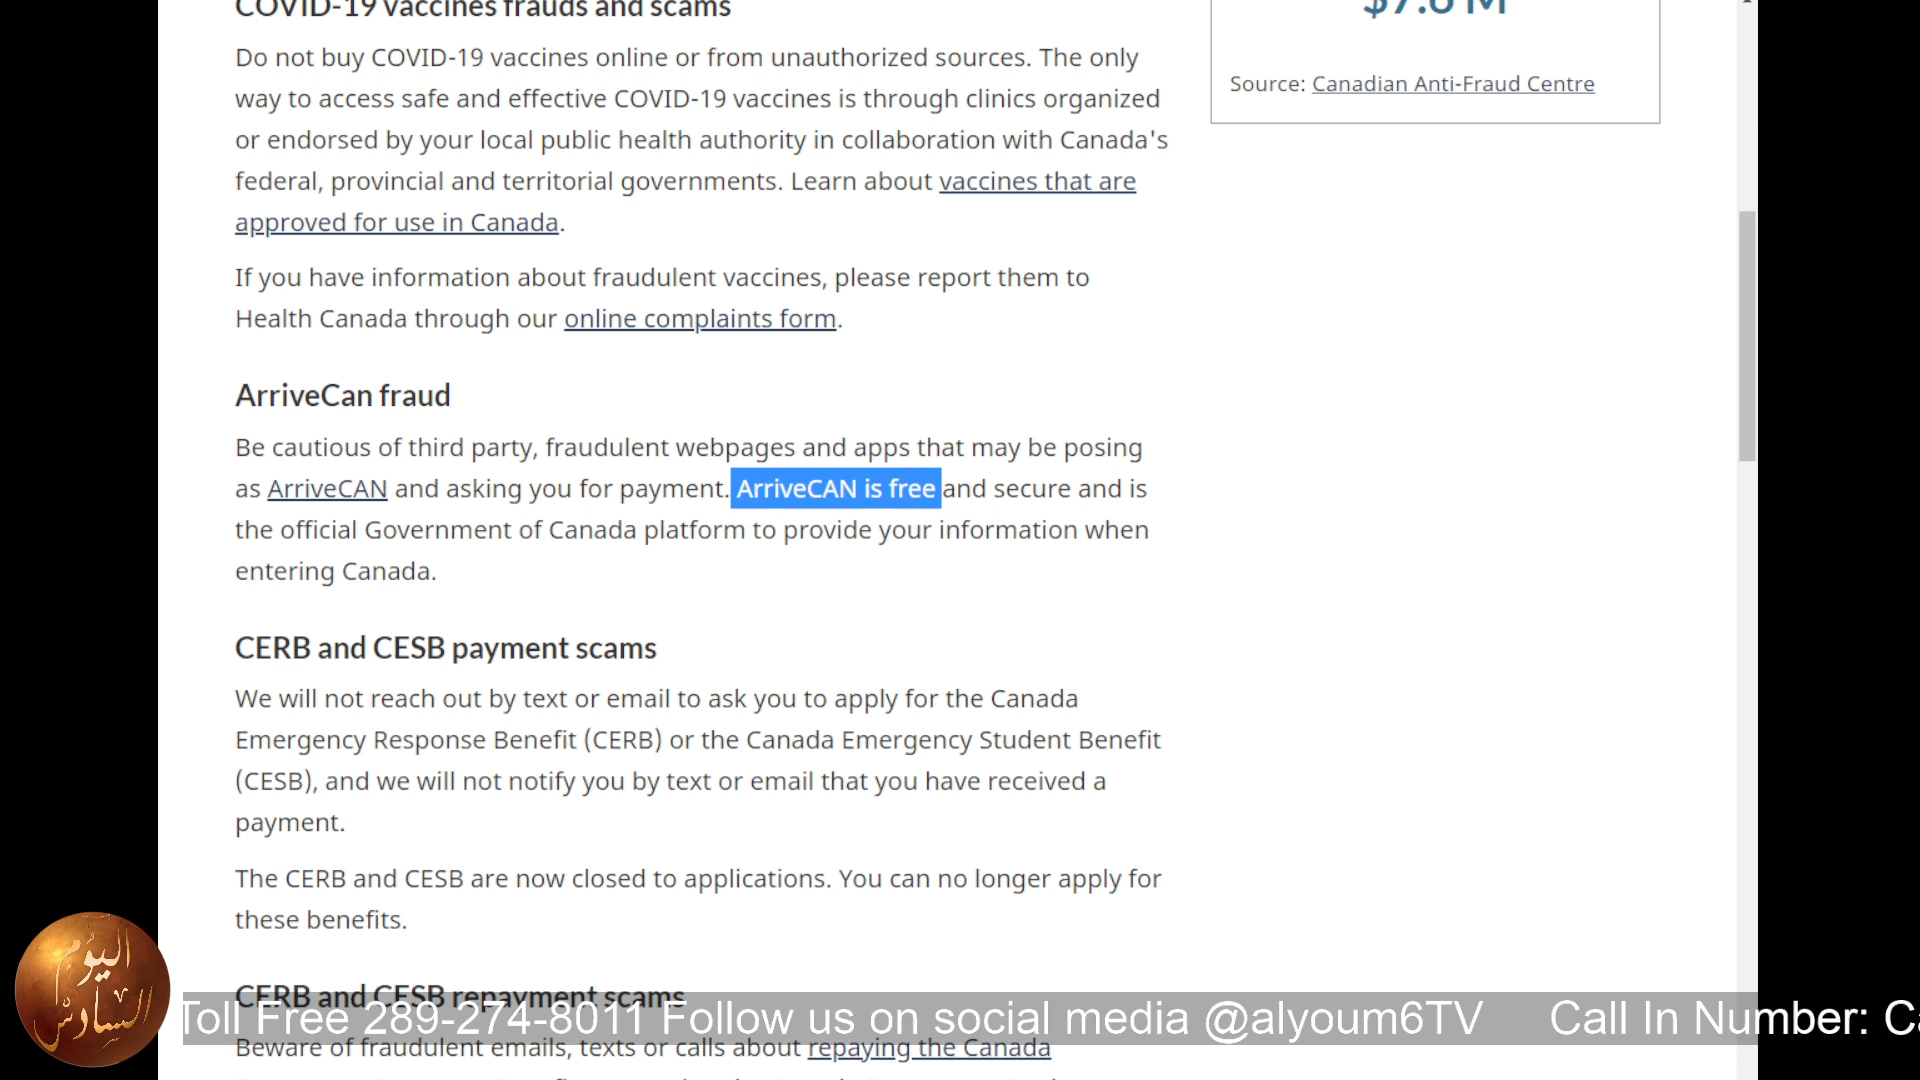 COVID-19 vaccines frauds and scams
Do not buy COVID-19 vaccines online or from unauthorized sources. The only
way to access safe and effective COVID-19 vaccines is through clinics organized
or endorsed by your local public health authority in collaboration with Canada's
federal, provincial and territorial governments. Learn about vaccines that are
approved for use in Canada.
If you have information about fraudulent vaccines, please report them to
Health Canada through our online complaints form.
ArriveCan fraud
Be cautious of third party, fraudulent webpages and apps that may be posing
as ArriveCAN and asking you for payment. ArriveCAN is free and secure and is
the official Government of Canada platform to provide your information when
entering Canada.
CERB and CESB payment scams
We will not reach out by text or email to ask you to apply for the Canada
Emergency Response Benefit (CERB) or the Canada Emergency Student Benefit
(CESB), and we will not notify you by text or email that you have received a
payment.
The CERB and CESB are now closed to applications. You can no longer apply for
these benefits.
CERB and CESB repayment scams
Beware of fraudulent emails, texts or calls about repaying the Canada
Source: Canadian Anti-Fraud Centre
اليوم
السادس
Toll Free 289-274-8011 Follow us on social media @alyoum6TV Call In Number: